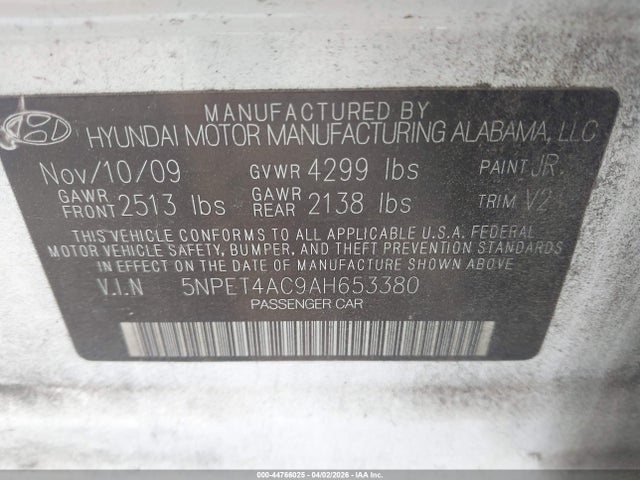 MANUFACTURED BY
HYUNDAI MOTOR MANUFACTURING ALABAMA, LLC
Nov/10/09 GVWR 4299 lbs PAINT JR
GAWR FRONT 2513 lbs GAWR REAR 2138 lbs TRIM V2
THIS VEHICLE CONFORMS TO ALL APPLICABLE U.S.A. FEDERAL
MOTOR VEHICLE SAFETY, BUMPER, AND THEFT PREVENTION STANDARDS
IN EFFECT ON THE DATE OF MANUFACTURE SHOWN ABOVE.
V.I.N 5NPET4AC9AH653380
PASSENGER CAR
000-44766025 - 04/02/2026 - IAA Inc.